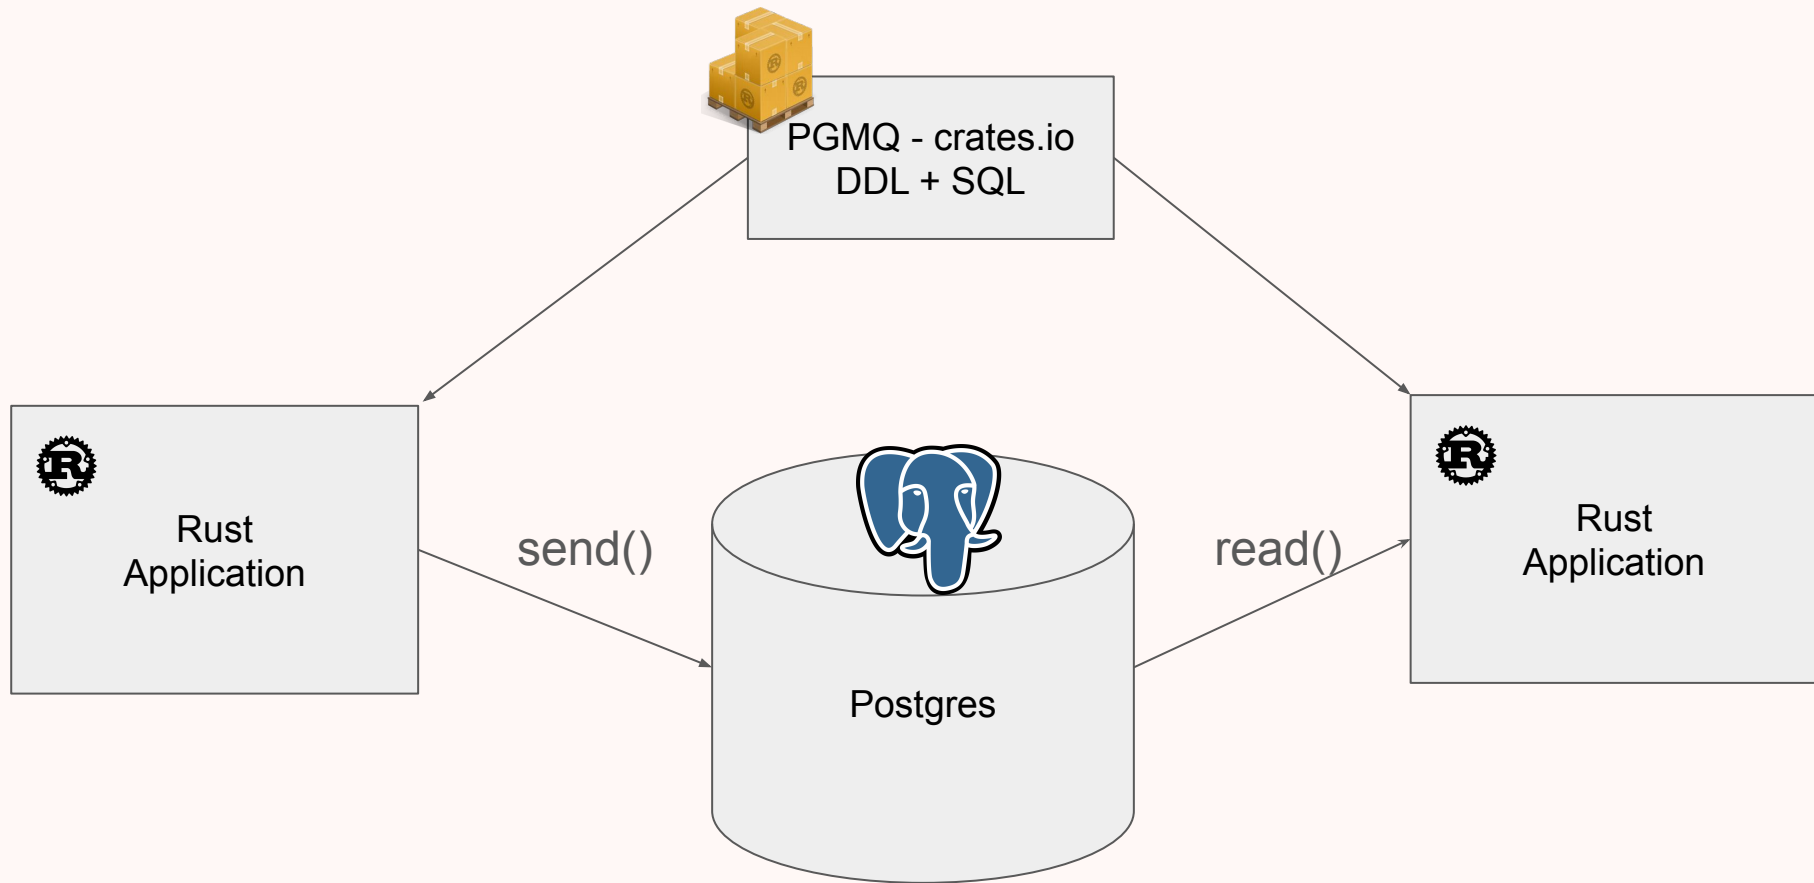 PGMQ - crates.io
DDL + SQL
R
Rust
Application
send()
Postgres
read()
R
Rust
Application